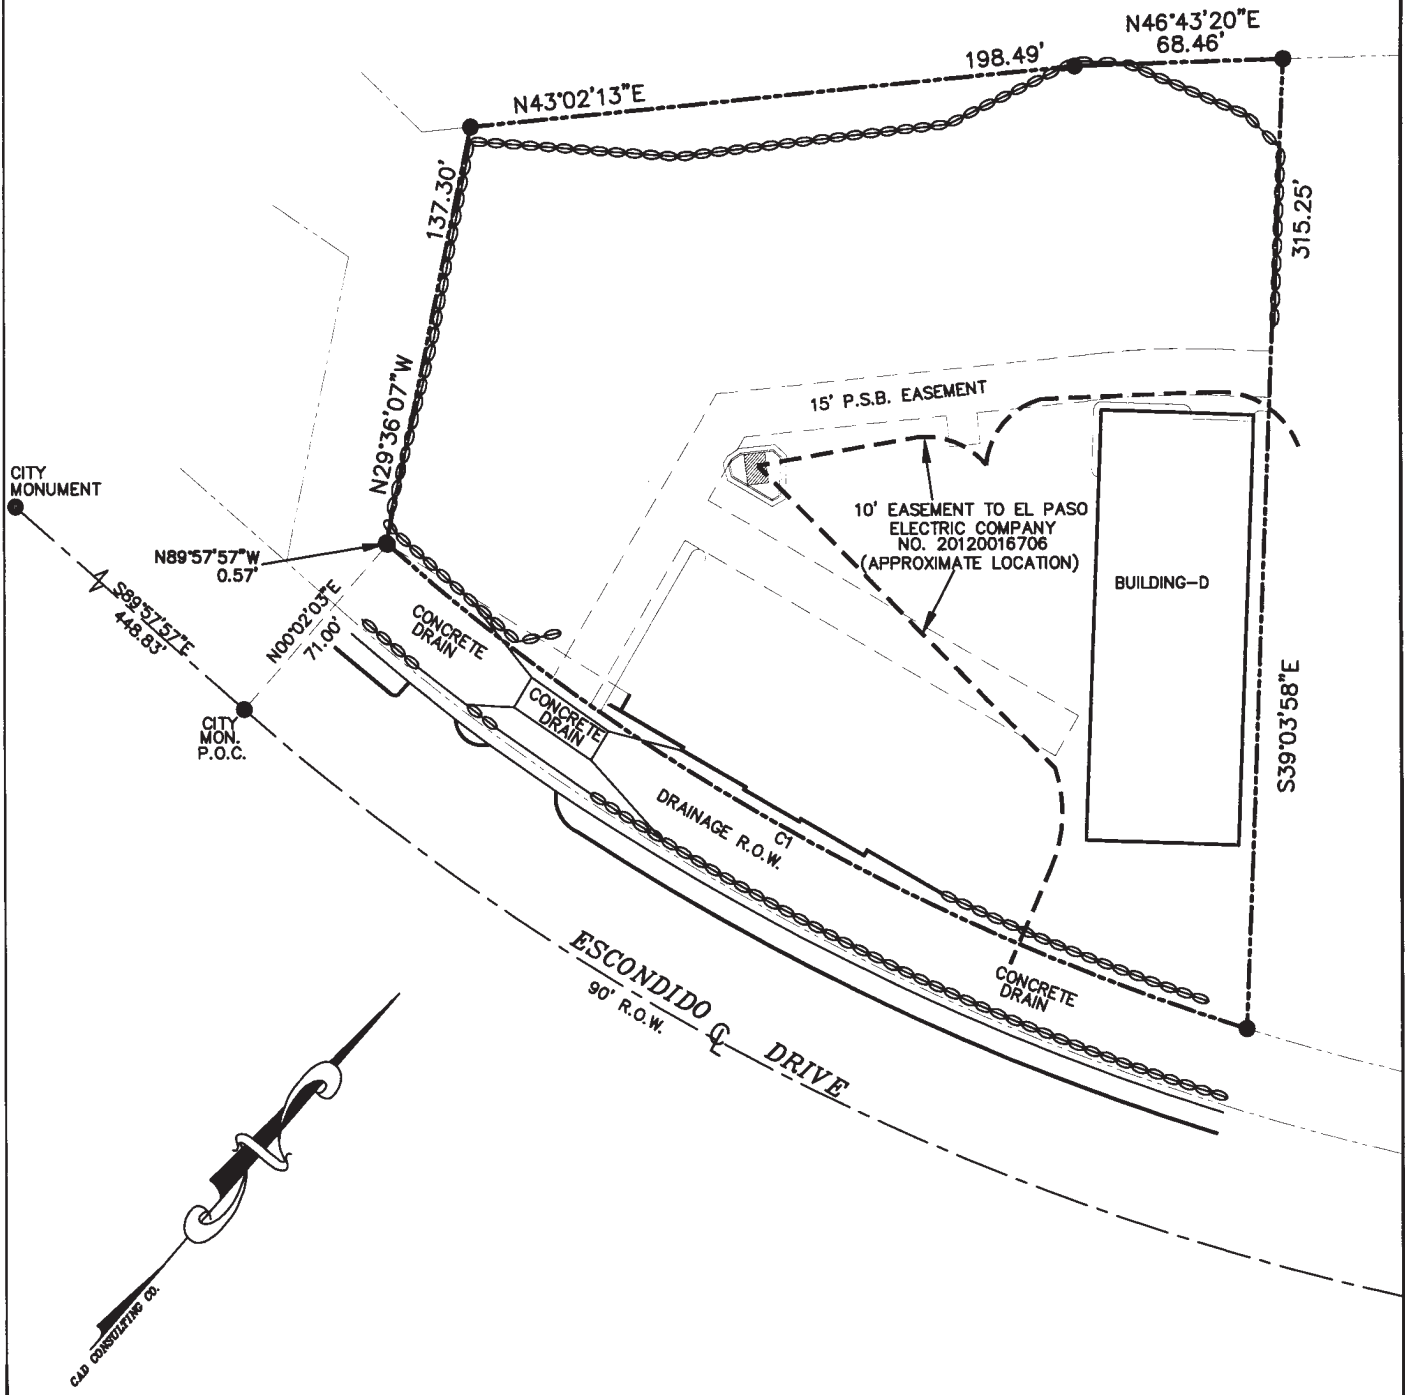 N46°43'20"E
68.46'
198.49'
N43°02'13"E
137.30'
315.25'
N29°36'07"W
15' P.S.B. EASEMENT
CITY
MONUMENT
10' EASEMENT TO EL PASO
ELECTRIC COMPANY
NO. 20120016706
(APPROXIMATE LOCATION)
N89°57'57"W
0.57'
BUILDING-D
S89°57'57"E
448.83'
N00°02'03"E
71.00'
CONCRETE
DRAIN
S39°03'58"E
CONCRETE
DRAIN
CITY
MON.
P.O.C.
DRAINAGE R.O.W.
C1
ESCONDIDO ℄ DRIVE
90' R.O.W.
CONCRETE
DRAIN
CAD CONSULTING CO.